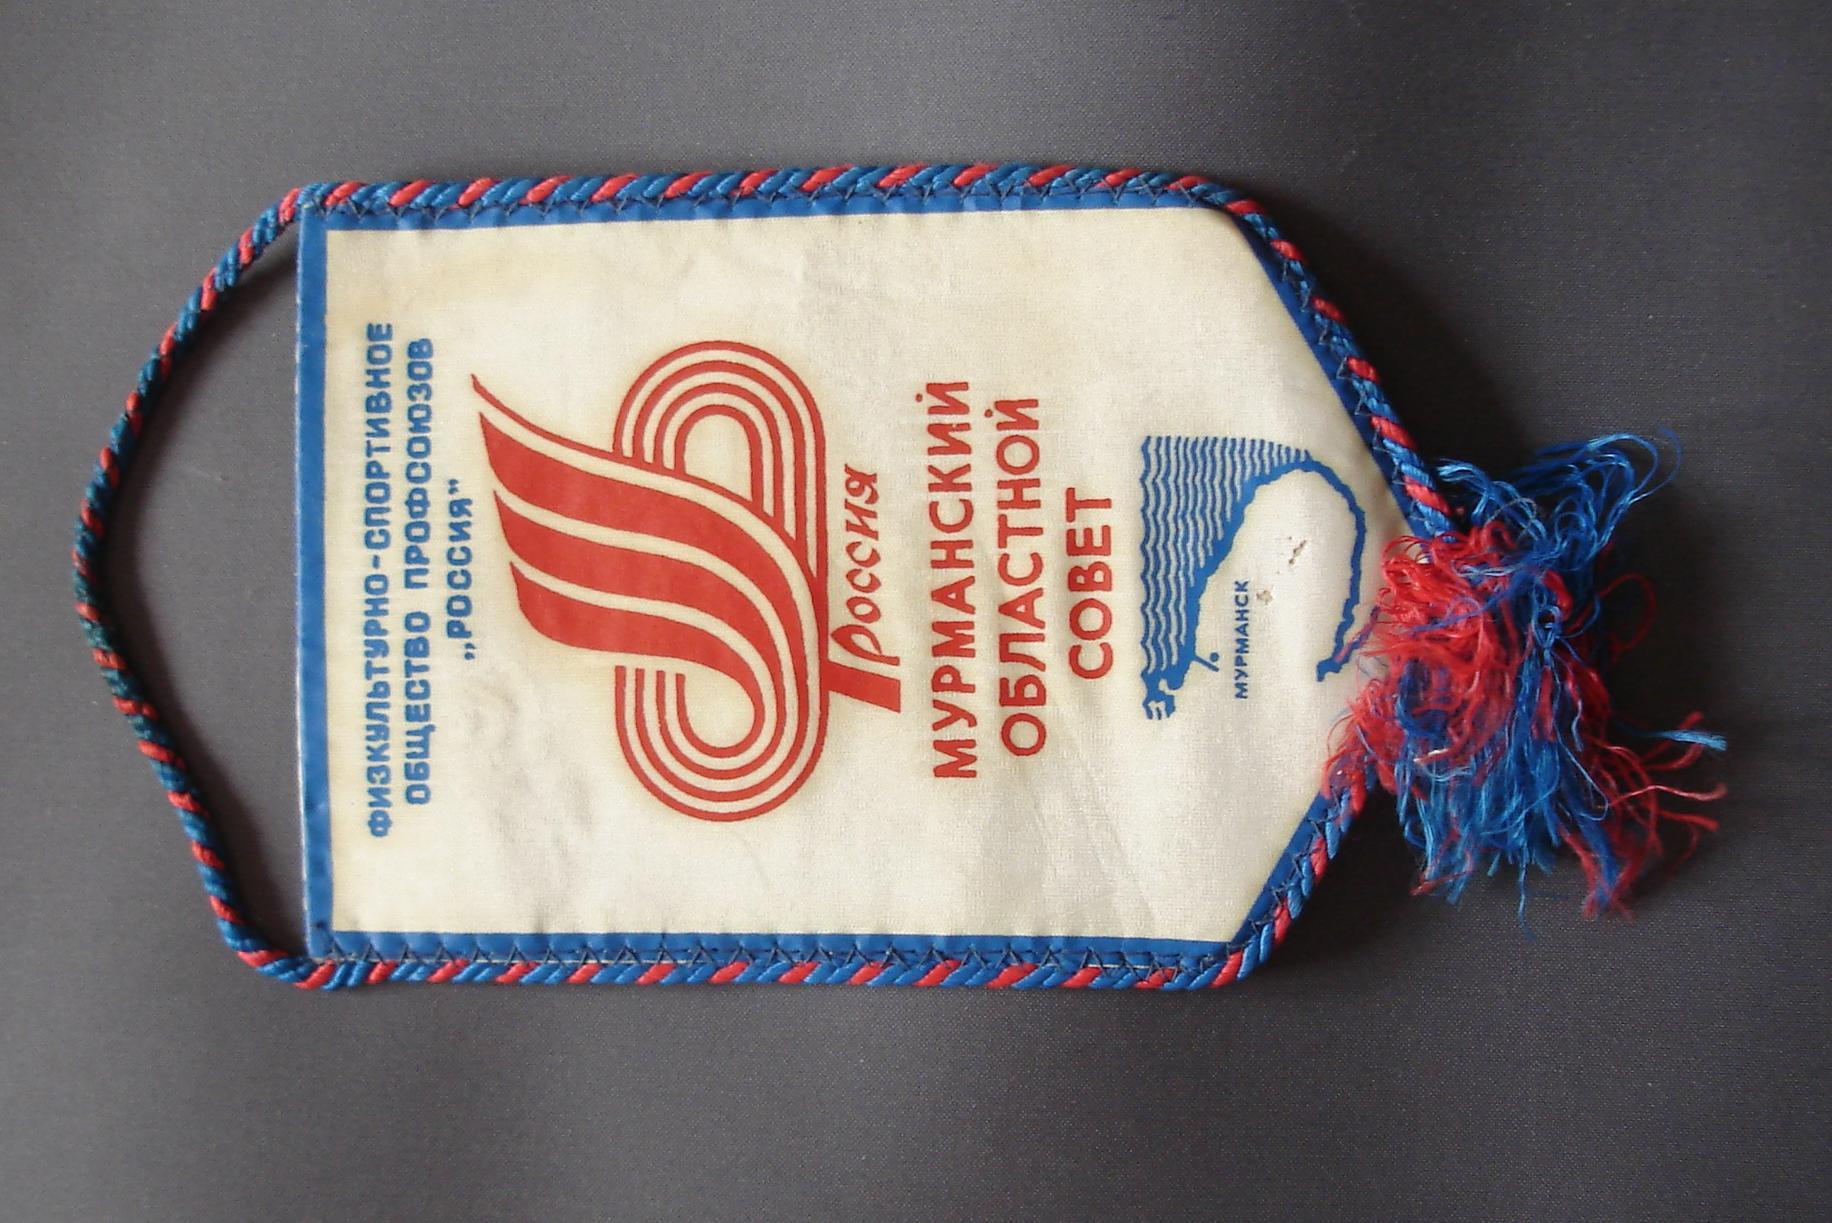 ФИЗКУЛЬТУРНО-СПОРТИВНОЕ
ОБЩЕСТВО ПРОФСОЮЗОВ
„РОССИЯ"
Россия
МУРМАНСКИЙ
ОБЛАСТНОЙ
СОВЕТ
МУРМАНСК